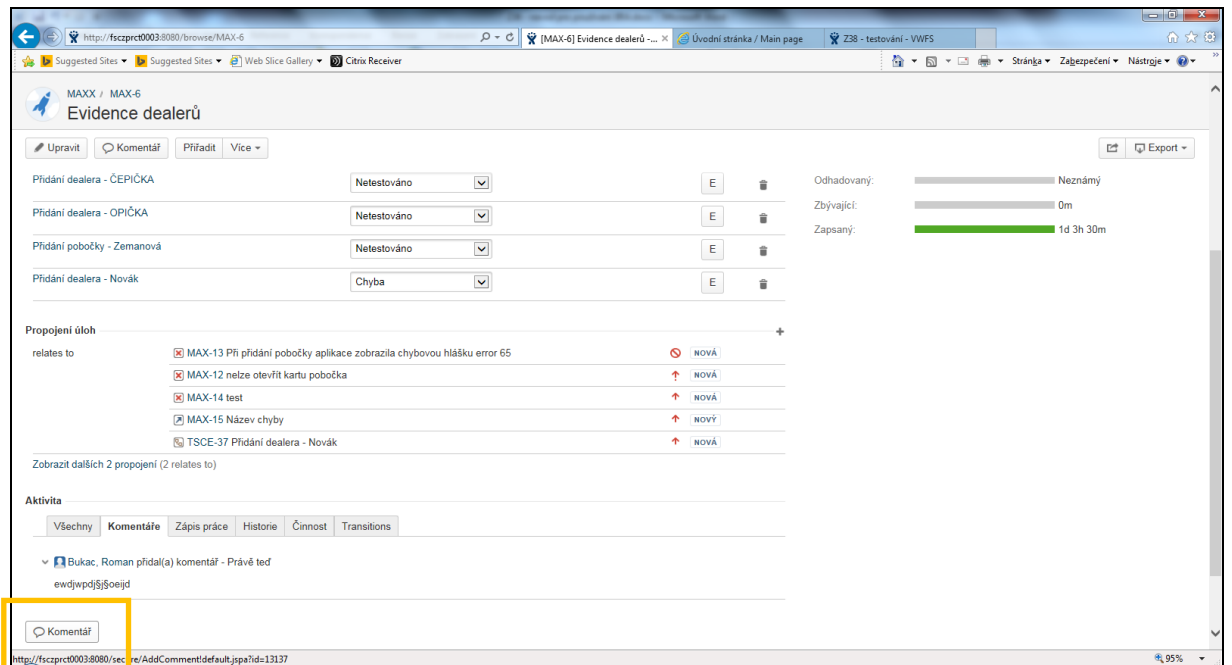 http://fsczprct0003:8080/browse/MAX-6
[MAX-6] Evidence dealerů -...
Úvodní stránka / Main page
Z38 - testování - VWFS
Suggested Sites
Suggested Sites
Web Slice Gallery
Citrix Receiver
Stránka
Zabezpečení
Nástroje
MAXX / MAX-6
Evidence dealerů
Upravit
Komentář
Přiřadit
Více
Export
Přidání dealera - ČEPIČKA Netestováno E
Odhadovaný: Neznámý
Přidání dealera - OPIČKA Netestováno E
Zbývající: 0m
Zapsaný: 1d 3h 30m
Přidání pobočky - Zemanová Netestováno E
Přidání dealera - Novák Chyba E
Propojení úloh
relates to
MAX-13 Při přidání pobočky aplikace zobrazila chybovou hlášku error 65 NOVÁ
MAX-12 nelze otevřít kartu pobočka NOVÁ
MAX-14 test NOVÁ
MAX-15 Název chyby NOVÝ
TSCE-37 Přidání dealera - Novák NOVÁ
Zobrazit dalších 2 propojení (2 relates to)
Aktivita
Všechny Komentáře Zápis práce Historie Činnost Transitions
Bukac, Roman přidal(a) komentář - Právě teď
ewdjwpdj§j§oeijd
Komentář
http://fsczprct0003:8080/secure/AddComment!default.jspa?id=13137
95%